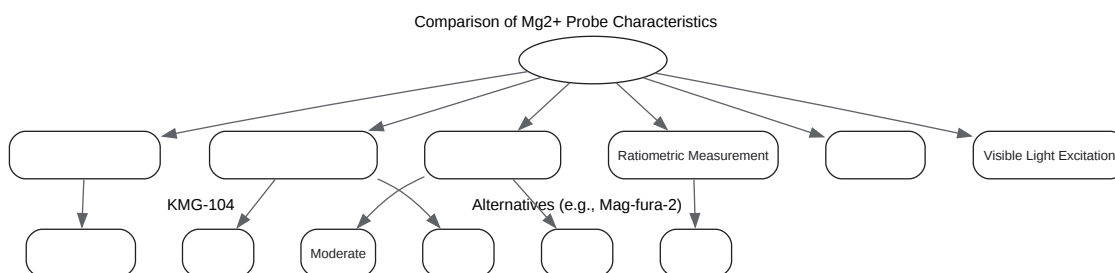 Comparison of Mg2+ Probe Characteristics
Ratiometric Measurement
Visible Light Excitation
KMG-104
Alternatives (e.g., Mag-fura-2)
Moderate